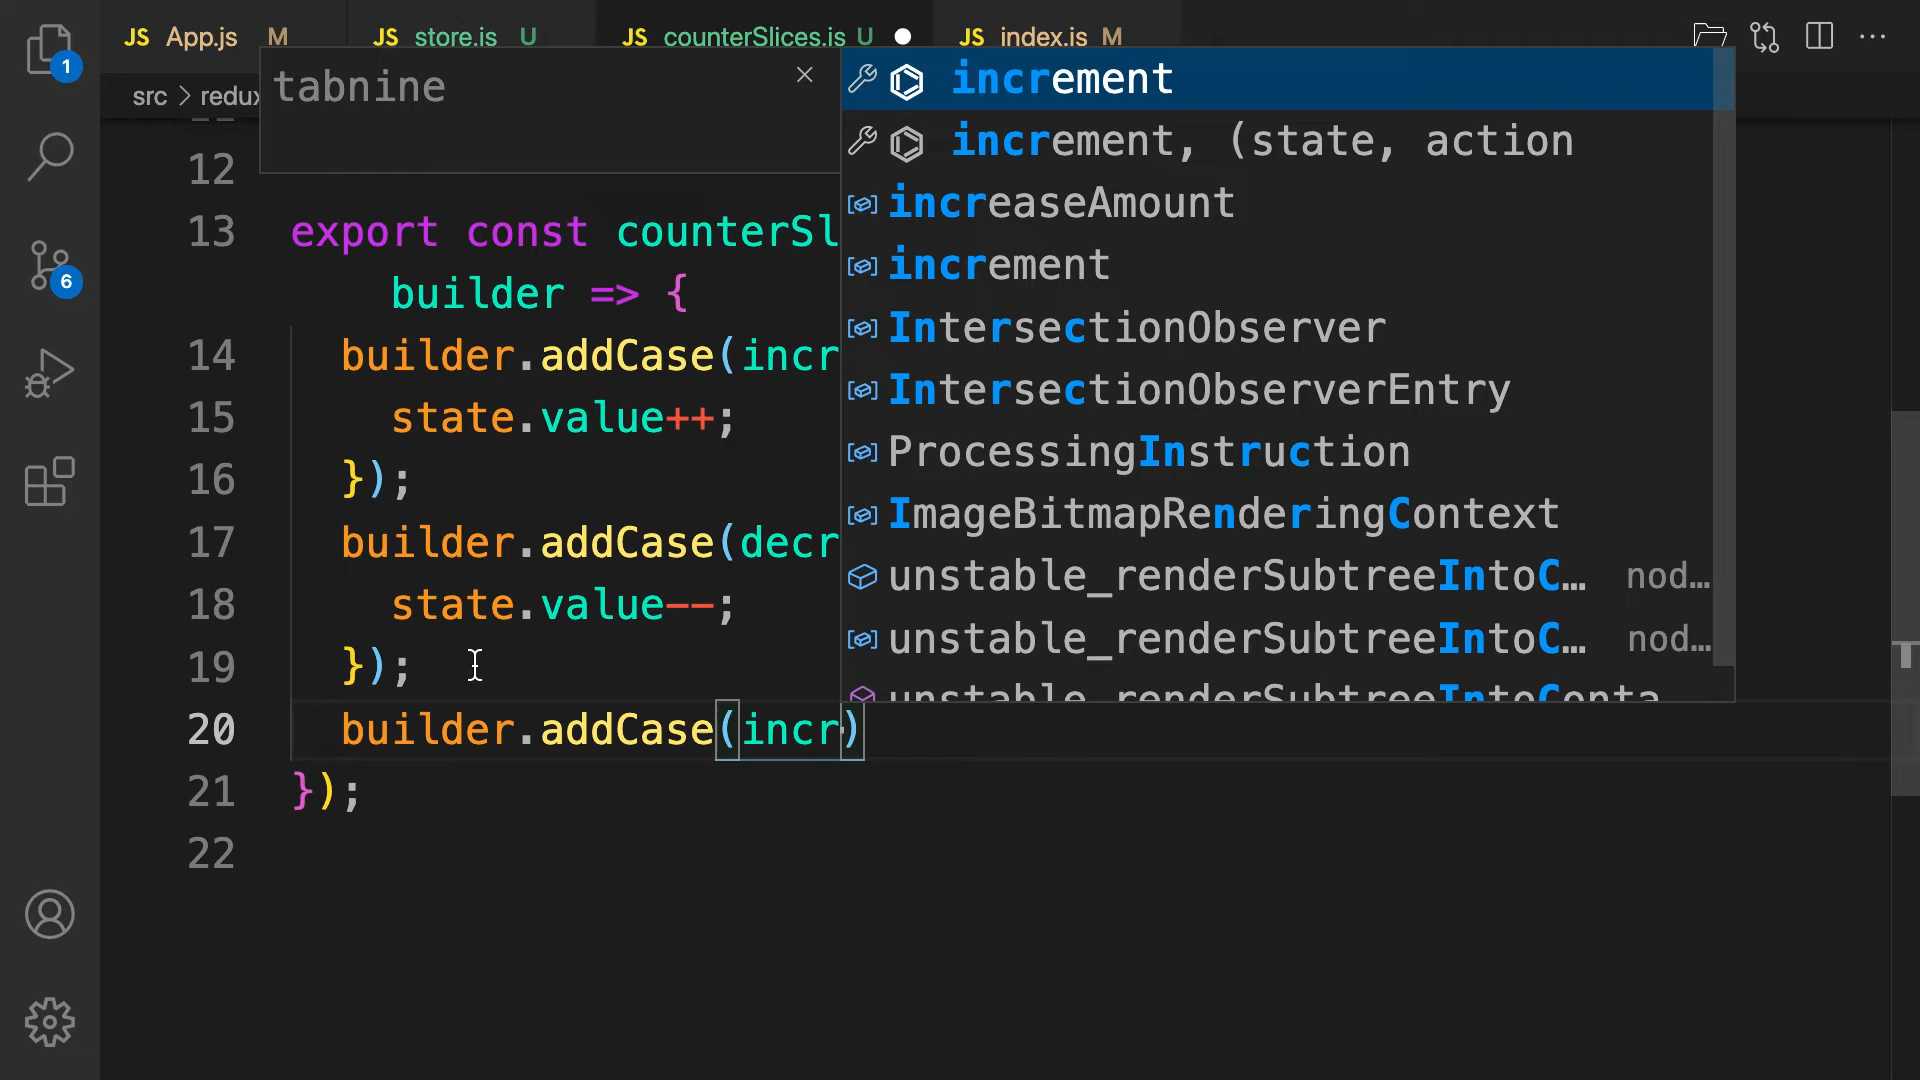 JS App.js M JS store.js U JS counterSlices.js U JS index.js M
1
src > redux
tabnine
increment
increment, (state, action
increaseAmount
increment
IntersectionObserver
IntersectionObserverEntry
ProcessingInstruction
ImageBitmapRenderingContext
unstable_renderSubtreeIntoC… nod…
unstable_renderSubtreeIntoC… nod…
unstable_renderSubtreeIntoConta
6
12
13 export const counterSl
builder => {
14 builder.addCase(incr
15 state.value++;
16 });
17 builder.addCase(decr
18 state.value--;
19 });
20 builder.addCase(incr)
21 });
22